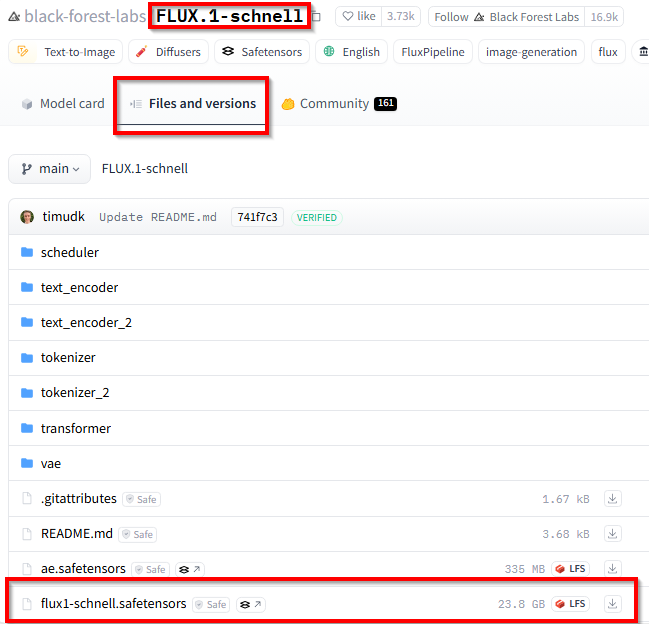 black-forest-labs FLUX.1-schnell like 3.73k Follow Black Forest Labs 16.9k
Text-to-Image Diffusers Safetensors English FluxPipeline image-generation flux
Model card Files and versions Community 161
main FLUX.1-schnell
timudk Update README.md 741f7c3 VERIFIED
scheduler
text_encoder
text_encoder_2
tokenizer
tokenizer_2
transformer
vae
.gitattributes Safe 1.67 kB
README.md Safe 3.68 kB
ae.safetensors Safe 335 MB LFS
flux1-schnell.safetensors Safe 23.8 GB LFS